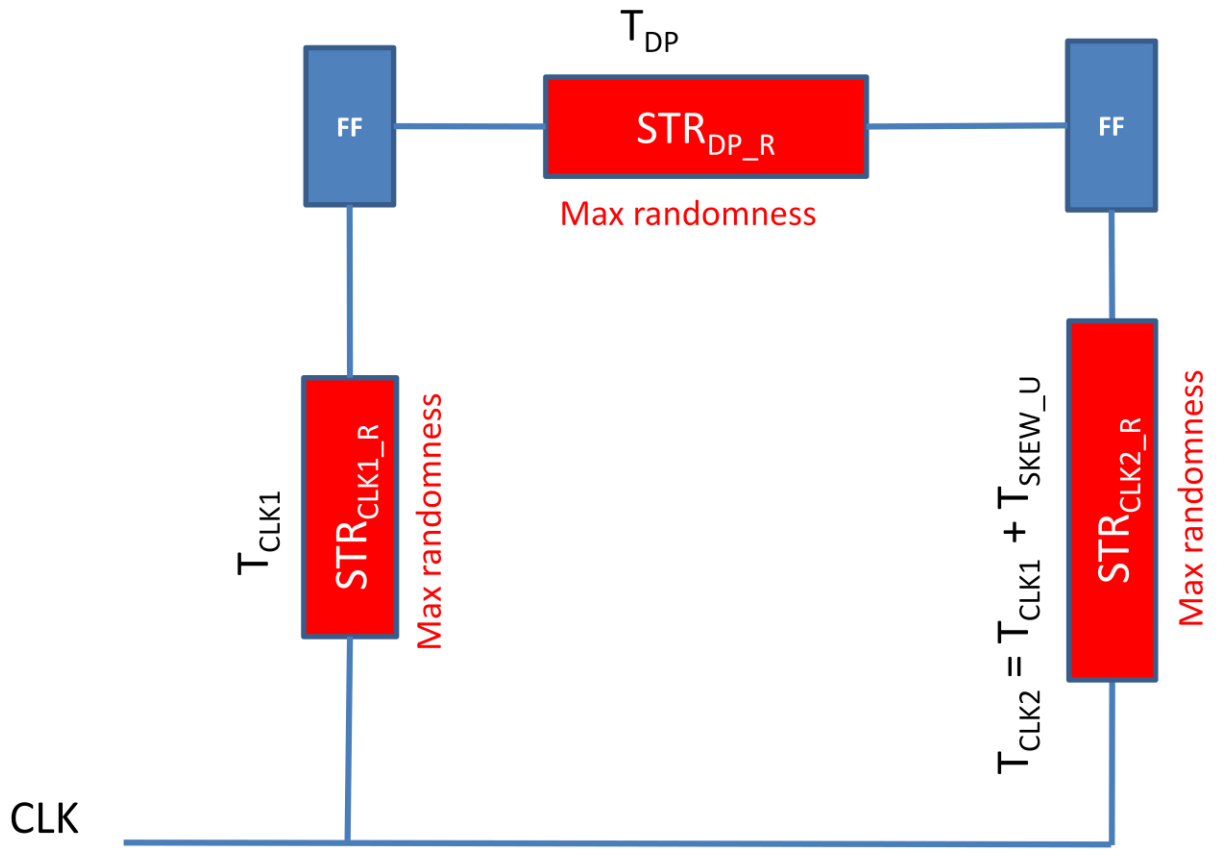 T_DP
FF
STR_DP_R
FF
Max randomness
T_CLK1
STR_CLK1_R
Max randomness
T_CLK2 = T_CLK1 + T_SKEW_U
STR_CLK2_R
Max randomness
CLK